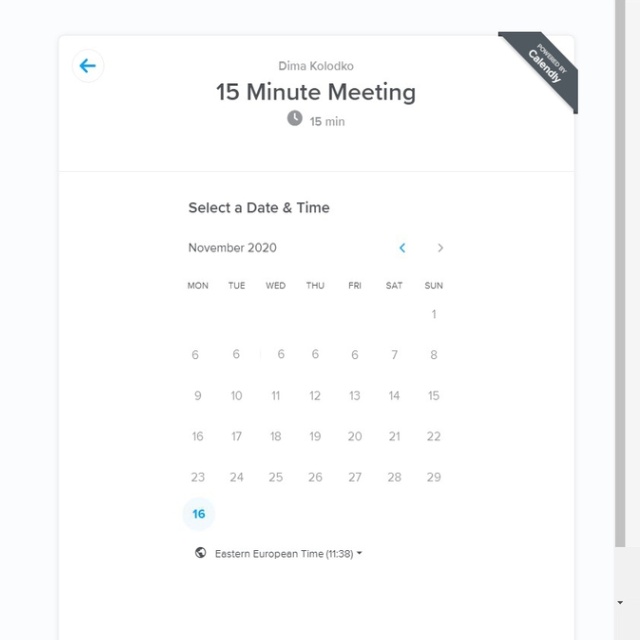 POWERED BY
Calendly
Dima Kolodko
15 Minute Meeting
15 min
Select a Date & Time
November 2020
MON TUE WED THU FRI SAT SUN
1
6 6 6 6 6 7 8
9 10 11 12 13 14 15
16 17 18 19 20 21 22
23 24 25 26 27 28 29
16
Eastern European Time (11:38)